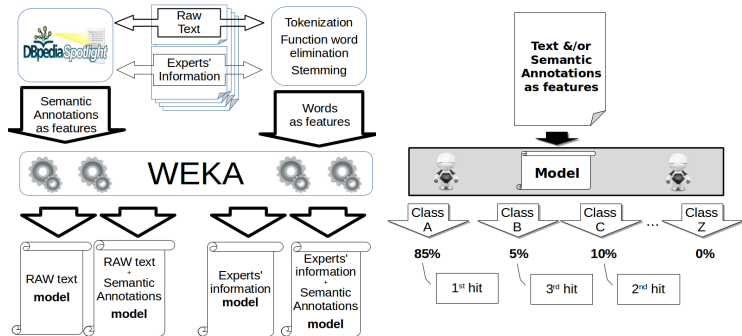 DBpedia Spotlight
Raw
Text
Experts'
Information
Tokenization
Function word
elimination
Stemming
Semantic
Annotations
as features
Words
as features
WEKA
RAW text
model
RAW text
+
Semantic
Annotations
model
Experts'
information
model
Experts'
information
+
Semantic
Annotations
model
Text &/or
Semantic
Annotations
as features
Model
Class
A
Class
B
Class
C
...
Class
Z
85%
5%
10%
0%
1st hit
3rd hit
2nd hit